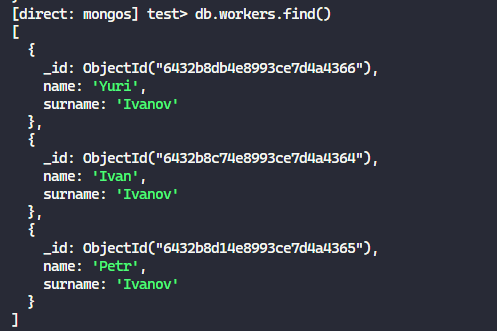 [direct: mongos] test> db.workers.find()
[
  {
    _id: ObjectId("6432b8db4e8993ce7d4a4366"),
    name: 'Yuri',
    surname: 'Ivanov'
  },
  {
    _id: ObjectId("6432b8c74e8993ce7d4a4364"),
    name: 'Ivan',
    surname: 'Ivanov'
  },
  {
    _id: ObjectId("6432b8d14e8993ce7d4a4365"),
    name: 'Petr',
    surname: 'Ivanov'
  }
]